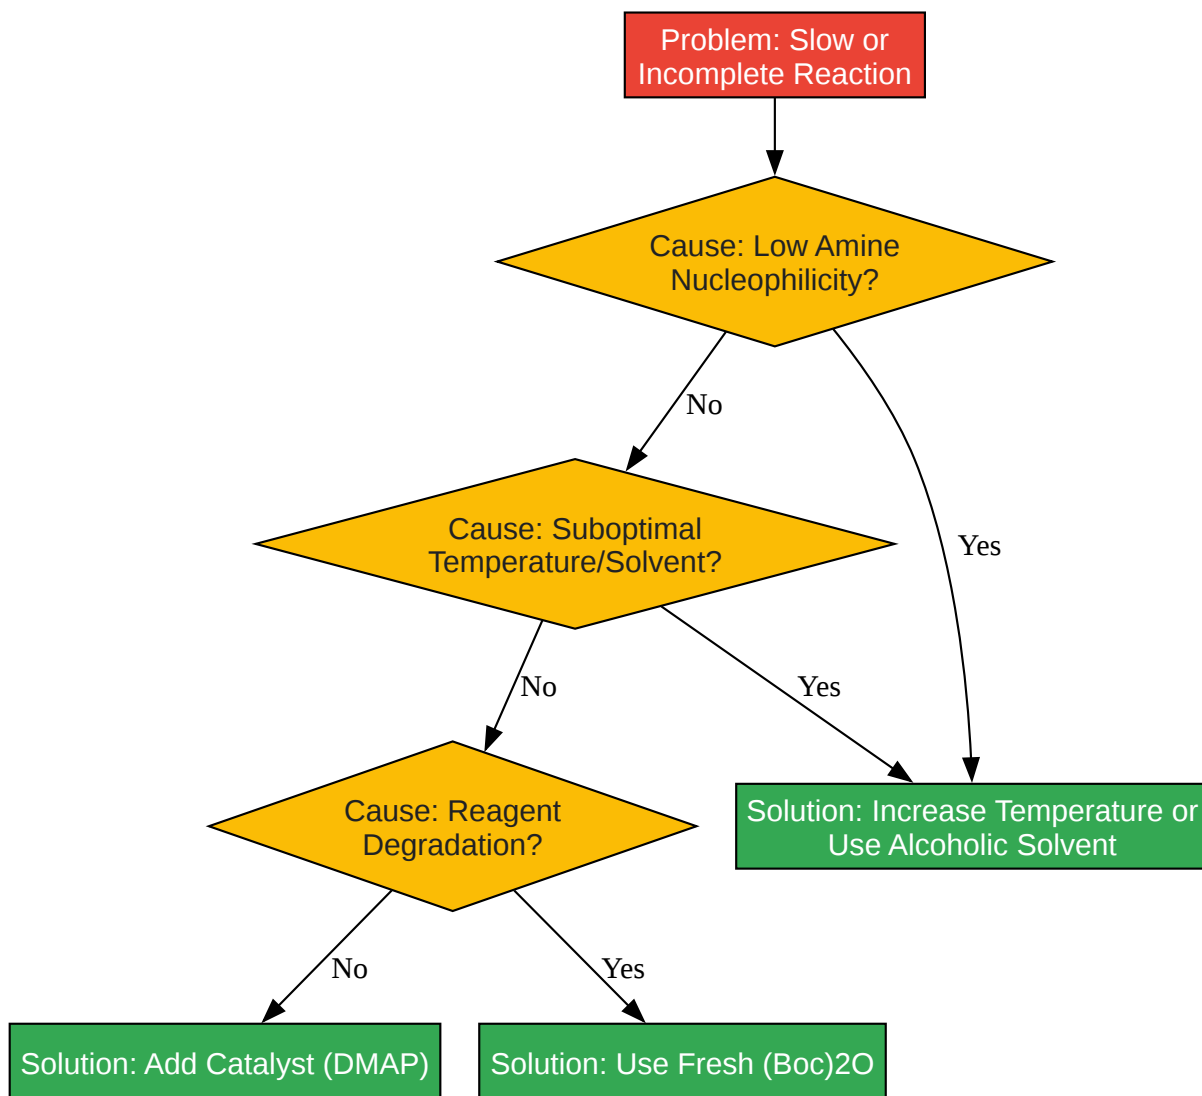 Problem: Slow or
Incomplete Reaction
Cause: Low Amine
Nucleophilicity?
No
Cause: Suboptimal
Temperature/Solvent?
Yes
No
Yes
Cause: Reagent
Degradation?
Solution: Increase Temperature or
Use Alcoholic Solvent
No
Yes
Solution: Add Catalyst (DMAP)
Solution: Use Fresh (Boc)2O